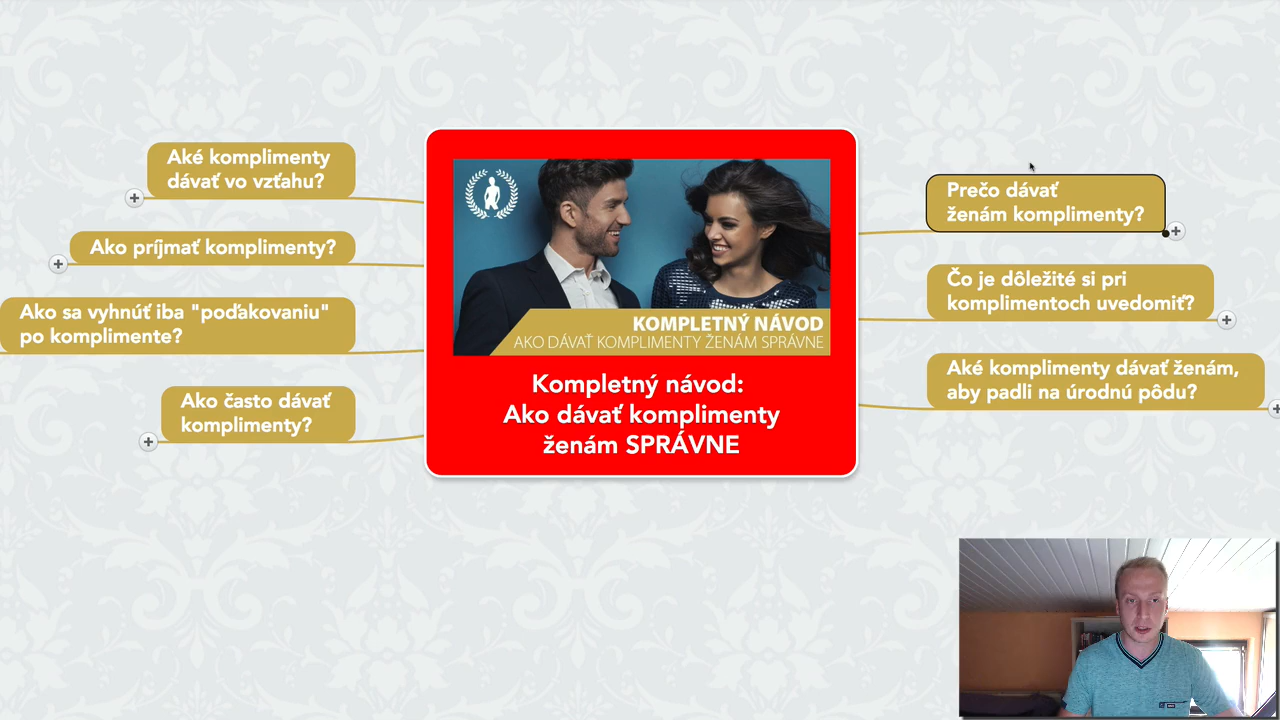 Aké komplimenty
dávať vo vzťahu?
Ako príjmať komplimenty?
Ako sa vyhnúť iba "poďakovaniu"
po komplimente?
Ako často dávať
komplimenty?
KOMPLETNÝ NÁVOD
AKO DÁVAŤ KOMPLIMENTY ŽENÁM SPRÁVNE
Kompletný návod:
Ako dávať komplimenty
ženám SPRÁVNE
Prečo dávať
ženám komplimenty?
Čo je dôležité si pri
komplimentoch uvedomiť?
Aké komplimenty dávať ženám,
aby padli na úrodnú pôdu?